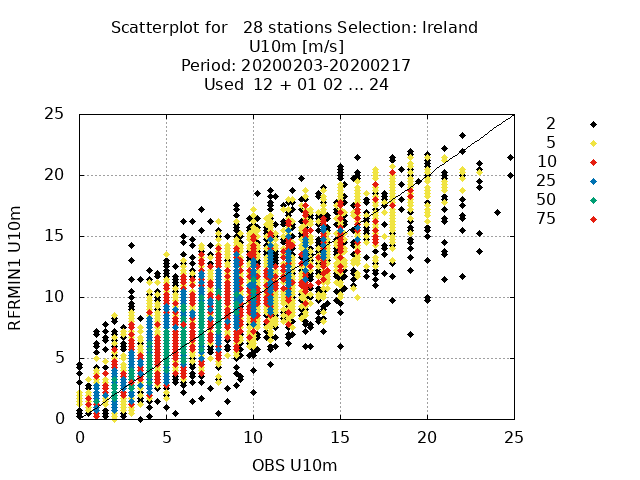 Scatterplot for   28 stations Selection: Ireland
U10m [m/s]
Period: 20200203-20200217
Used  12 + 01 02 ... 24
25
20
15
10
5
0
RFRMIN1 U10m
0 5 10 15 20 25
OBS U10m
2
5
10
25
50
75